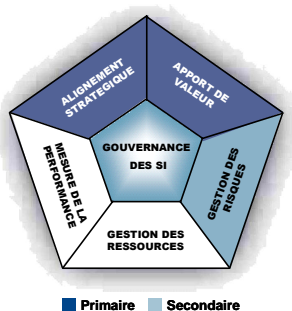 ALIGNEMENT
STRATEGIQUE
APPORT DE
VALEUR
GOUVERNANCE
DES SI
MESURE DE LA
PERFORMANCE
GESTION DES
RISQUES
GESTION DES
RESSOURCES
Primaire Secondaire